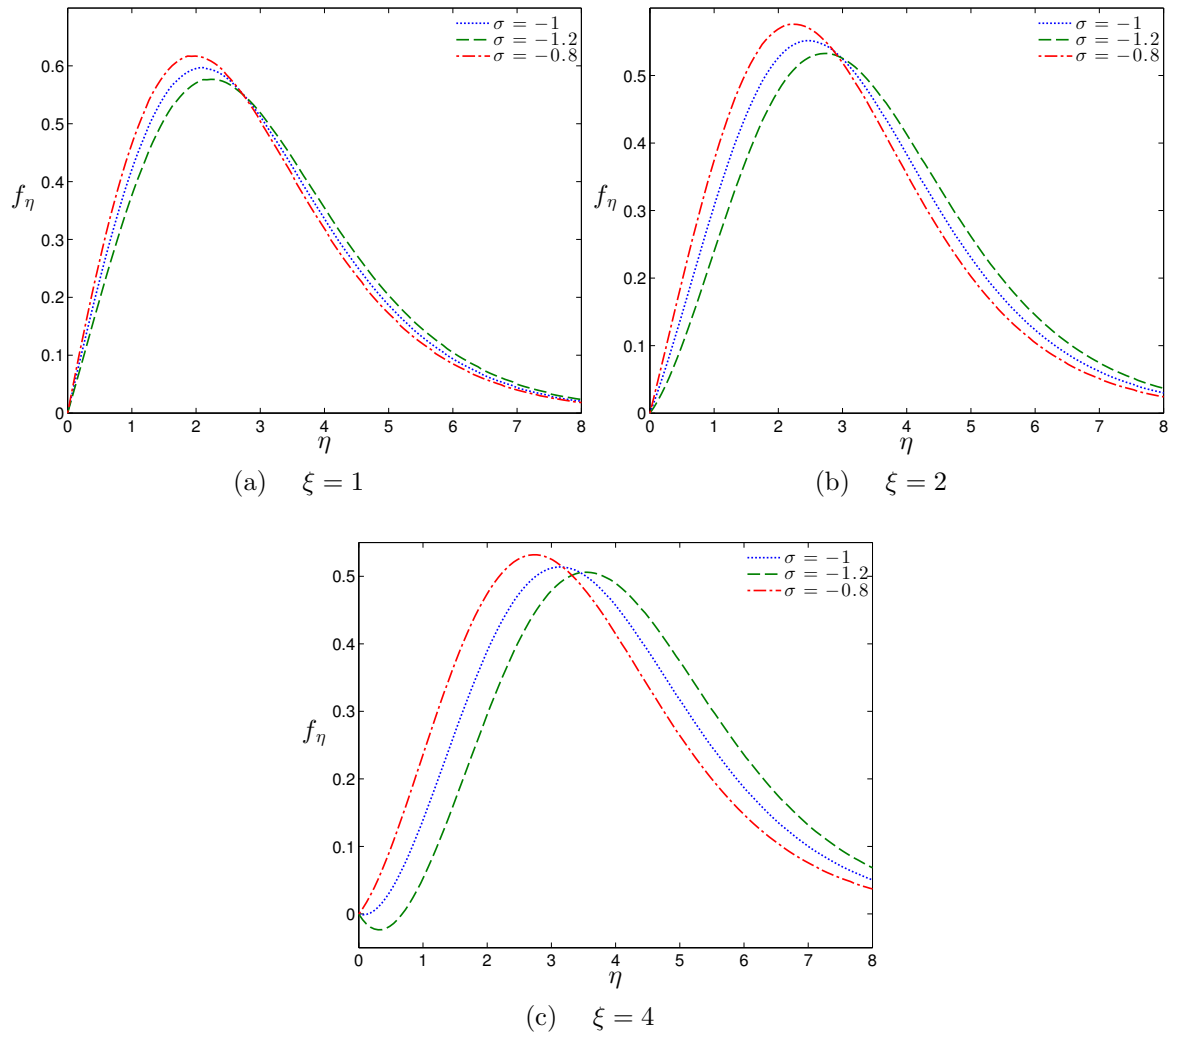 σ = −1
σ = −1.2
σ = −0.8
0.6
0.5
0.4
0.3
0.2
0.1
0
f_η
0 1 2 3 4 5 6 7 8
η
(a) ξ = 1
σ = −1
σ = −1.2
σ = −0.8
0.5
0.4
0.3
0.2
0.1
0
f_η
0 1 2 3 4 5 6 7 8
η
(b) ξ = 2
σ = −1
σ = −1.2
σ = −0.8
0.5
0.4
0.3
0.2
0.1
0
f_η
0 1 2 3 4 5 6 7 8
η
(c) ξ = 4